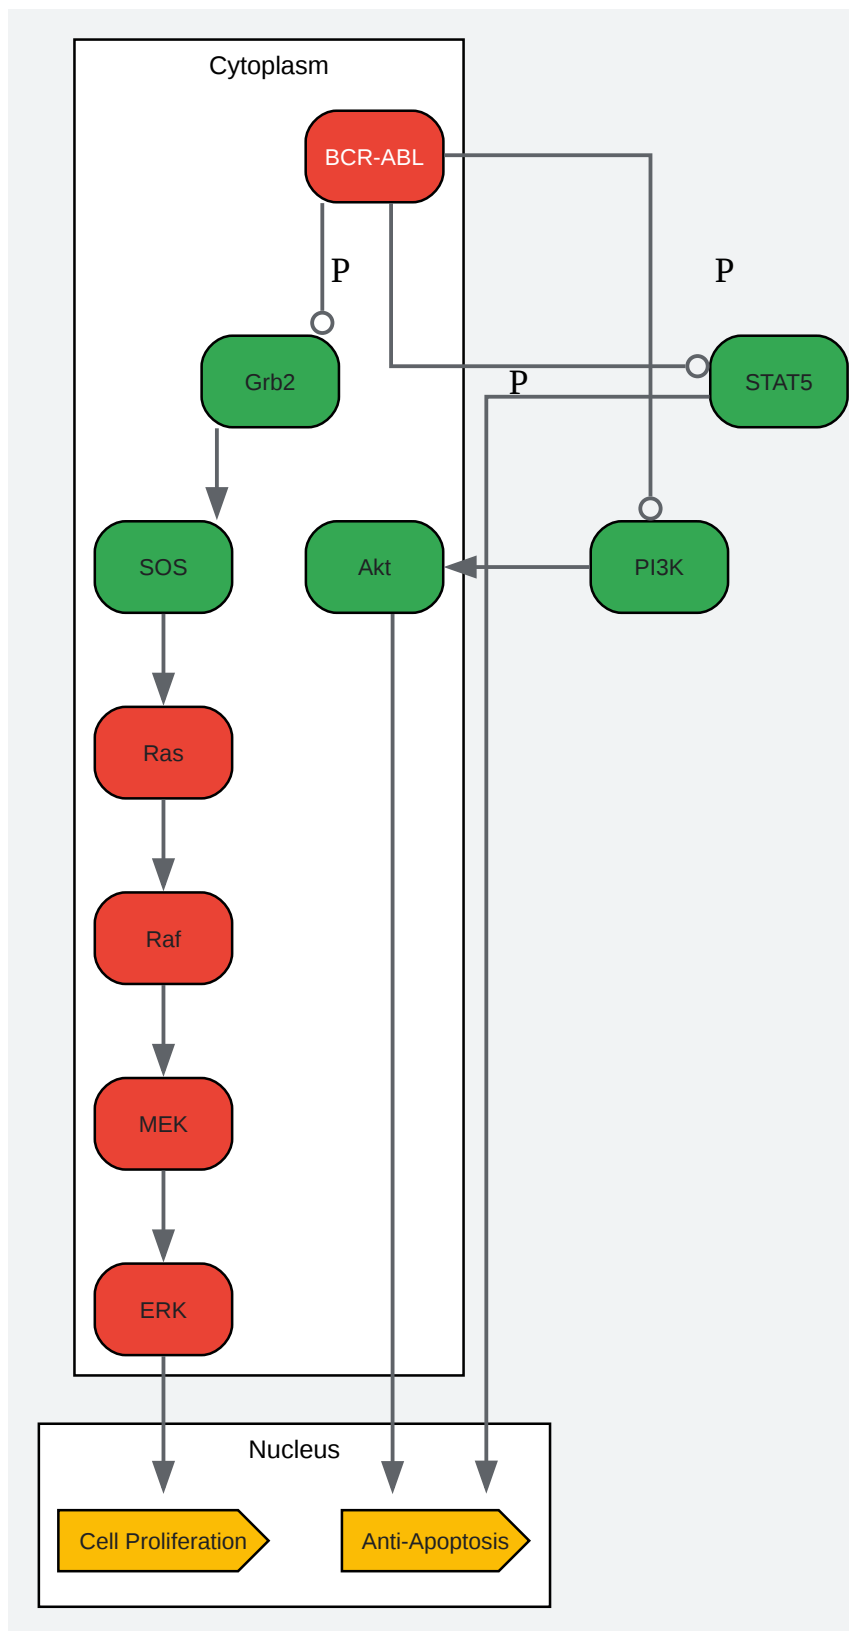 Cytoplasm
BCR-ABL
P
P
Grb2
P
STAT5
SOS
Akt
PI3K
Ras
Raf
MEK
ERK
Nucleus
Cell Proliferation
Anti-Apoptosis